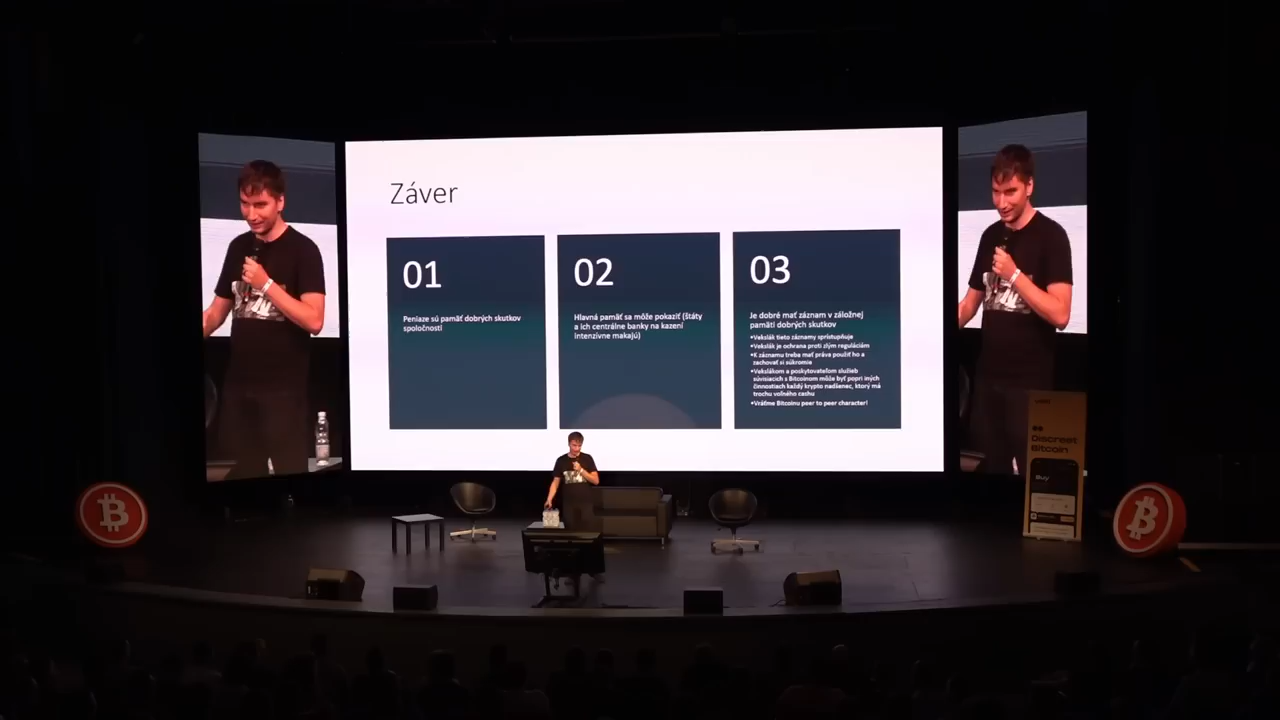 Záver
01
Peniaze sú pamäť dobrých skutkov
spoločnosti
02
Hlavná pamäť sa môže pokaziť (štáty
a ich centrálne banky na kazení
intenzívne makajú)
03
Je dobré mať záznam v záložnej
pamäti dobrých skutkov
•Vekslák tieto záznamy sprístupňuje
•Vekslák je ochrana proti zlým reguláciám
•K záznamu treba mať práva použiť ho a
zachovať si súkromie
•Vekslákom a poskytovateľom služieb
súvisiacich s Bitcoinom môže byť popri iných
činnostiach každý krypto nadšenec, ktorý má
trochu voľného cashu
•Vráťme Bitcoinu peer to peer character!
Discreet
Bitcoin
Buy